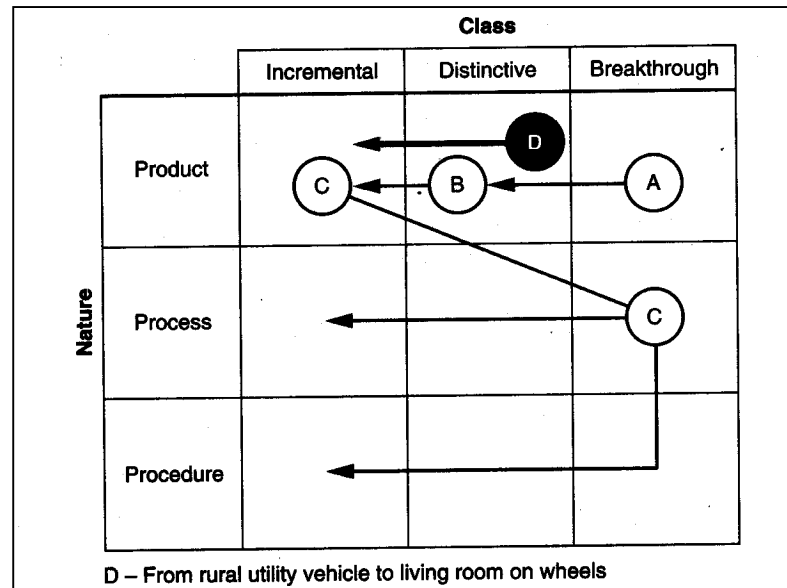 Class
Incremental Distinctive Breakthrough
Nature
Product
D
C B A
Process C
Procedure
D – From rural utility vehicle to living room on wheels